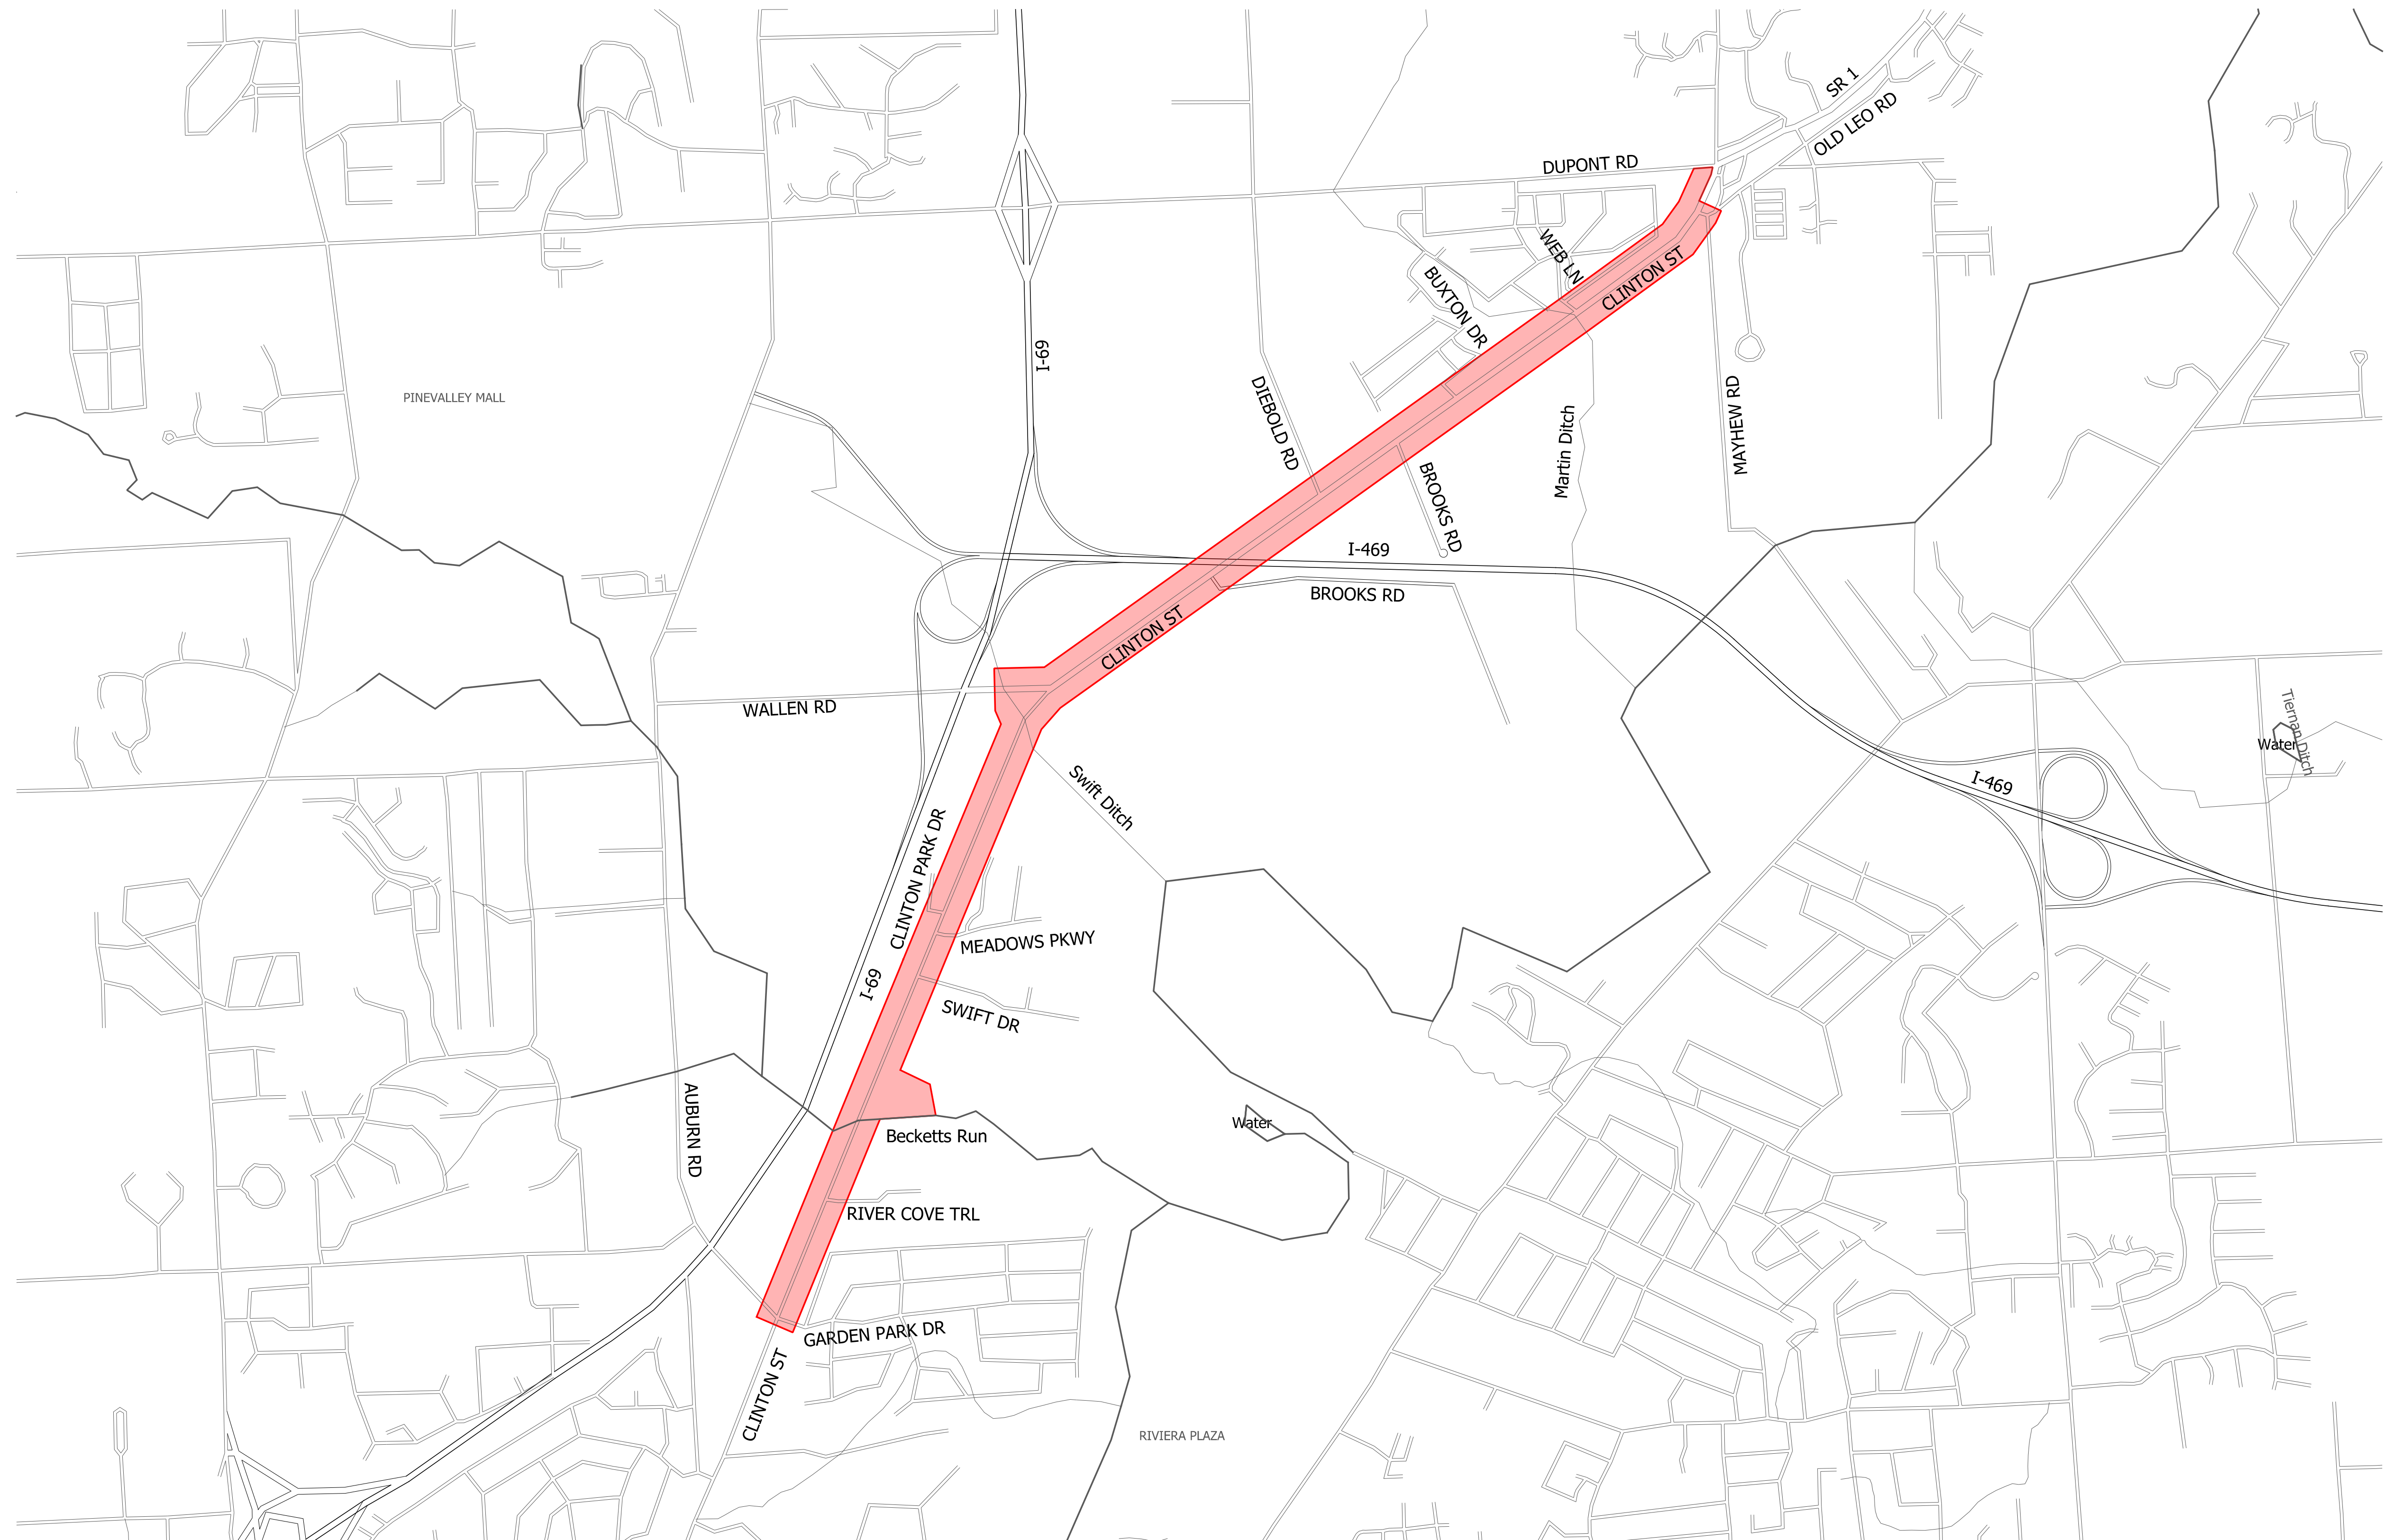 SR 1
OLD LEO RD
DUPONT RD
WEB LN
CLINTON ST
BUXTON DR
I-69
DIEBOLD RD
MAYHEW RD
PINEVALLEY MALL
Martin Ditch
BROOKS RD
I-469
BROOKS RD
CLINTON ST
WALLEN RD
Tiernan Ditch
Water
Swift Ditch
I-469
CLINTON PARK DR
MEADOWS PKWY
I-69
SWIFT DR
AUBURN RD
Water
Becketts Run
RIVER COVE TRL
GARDEN PARK DR
CLINTON ST
RIVIERA PLAZA